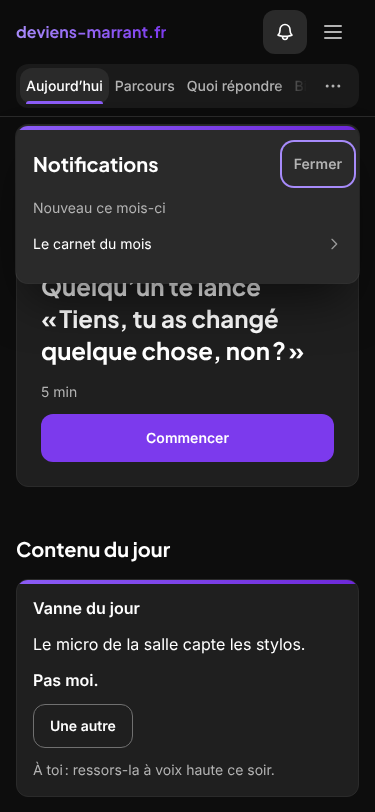 deviens-marrant.fr
Aujourd’hui Parcours Quoi répondre
Notifications
Fermer
Nouveau ce mois-ci
Le carnet du mois
Quelqu’un te lance
« Tiens, tu as changé
quelque chose, non ? »
5 min
Commencer
Contenu du jour
Vanne du jour
Le micro de la salle capte les stylos.
Pas moi.
Une autre
À toi : ressors-la à voix haute ce soir.